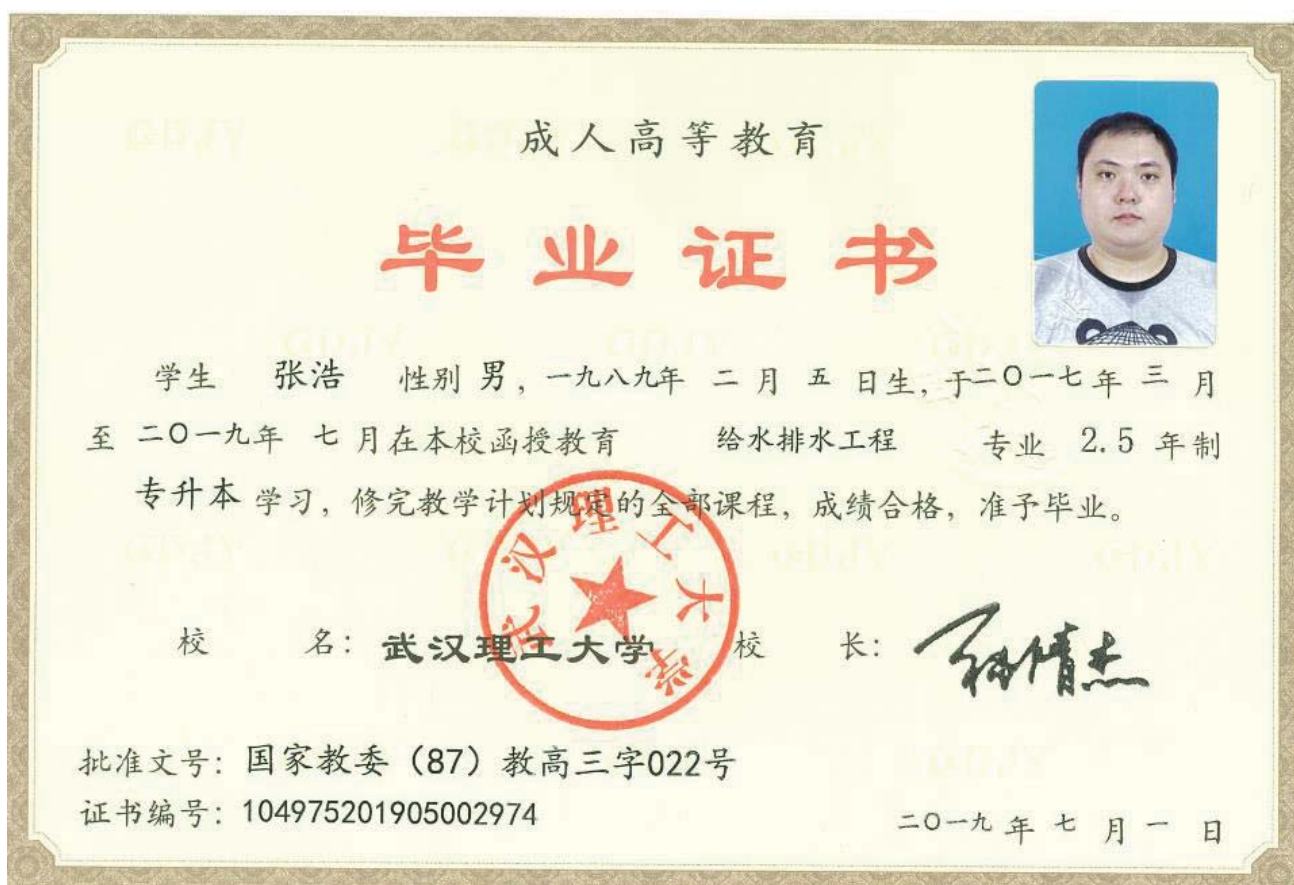 成人高等教育
毕业证书
学生 张浩 性别 男，一九八九年 二 月 五 日生，于二〇一七年 三 月
至 二〇一九年 七 月在本校函授教育 给水排水工程 专业 2.5 年制
专升本 学习，修完教学计划规定的全部课程，成绩合格，准予毕业。
武汉理工大学
校 名：武汉理工大学 校 长：
批准文号：国家教委（87）教高三字022号
证书编号：104975201905002974
二〇一九 年 七 月 一 日